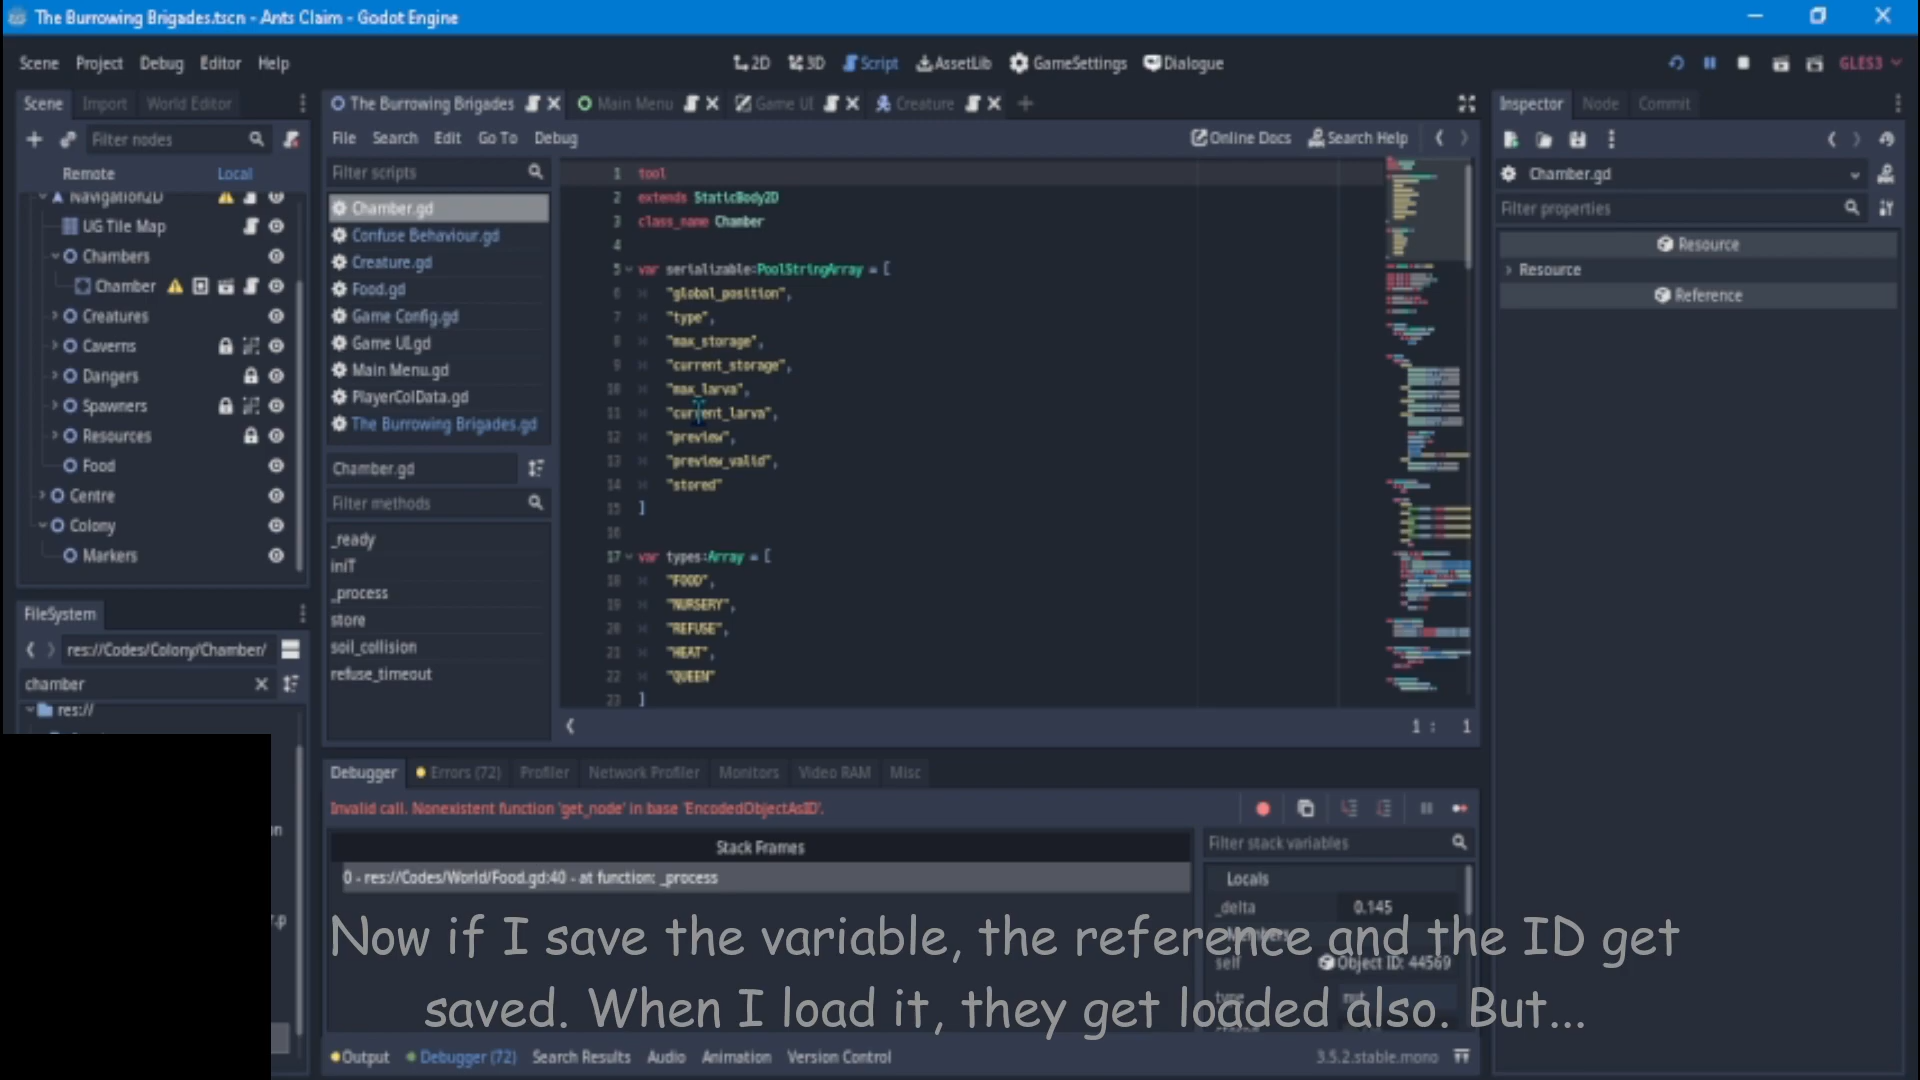 The Burrowing Brigades.tscn - Ants Claim - Godot Engine
Scene Project Debug Editor Help
2D 3D Script AssetLib GameSettings Dialogue
GLES3
Scene Import World Editor
The Burrowing Brigades Main Menu Game UI Creature
Inspector Node Commit
Filter nodes
File Search Edit Go To Debug
Online Docs Search Help
Remote Local
Filter scripts
Chamber.gd
Filter properties
Resource
Resource
Reference
Navigation2D
UG Tile Map
Chambers
Chamber
Creatures
Caverns
Dangers
Spawners
Resources
Food
Centre
Colony
Markers
Chamber.gd
Confuse Behaviour.gd
Creature.gd
Food.gd
Game Config.gd
Game UI.gd
Main Menu.gd
PlayerColData.gd
The Burrowing Brigades.gd
Chamber.gd
Filter methods
_ready
iniT
_process
store
soil_collision
refuse_timeout
1 tool
2 extends StaticBody2D
3 class_name Chamber
4
5 var serializable:PoolStringArray = [
6 "global_position",
7 "type",
8 "max_storage",
9 "current_storage",
10 "max_larva",
11 "current_larva",
12 "preview",
13 "preview_valid",
14 "stored"
15 ]
16
17 var types:Array = [
18 "FOOD",
19 "NURSERY",
20 "REFUSE",
21 "HEAT",
22 "QUEEN"
23 ]
1 : 1
FileSystem
res://Codes/Colony/Chamber/
chamber
res://
Debugger Errors (72) Profiler Network Profiler Monitors Video RAM Misc
Invalid call. Nonexistent function 'get_node' in base 'EncodedObjectAsID'.
Stack Frames
0 - res://Codes/World/Food.gd:40 - at function: _process
Filter stack variables
Locals
_delta 0.145
Members
self Object ID: 44569
type nut
Now if I save the variable, the reference and the ID get
saved. When I load it, they get loaded also. But...
Output Debugger (72) Search Results Audio Animation Version Control
3.5.2.stable.mono